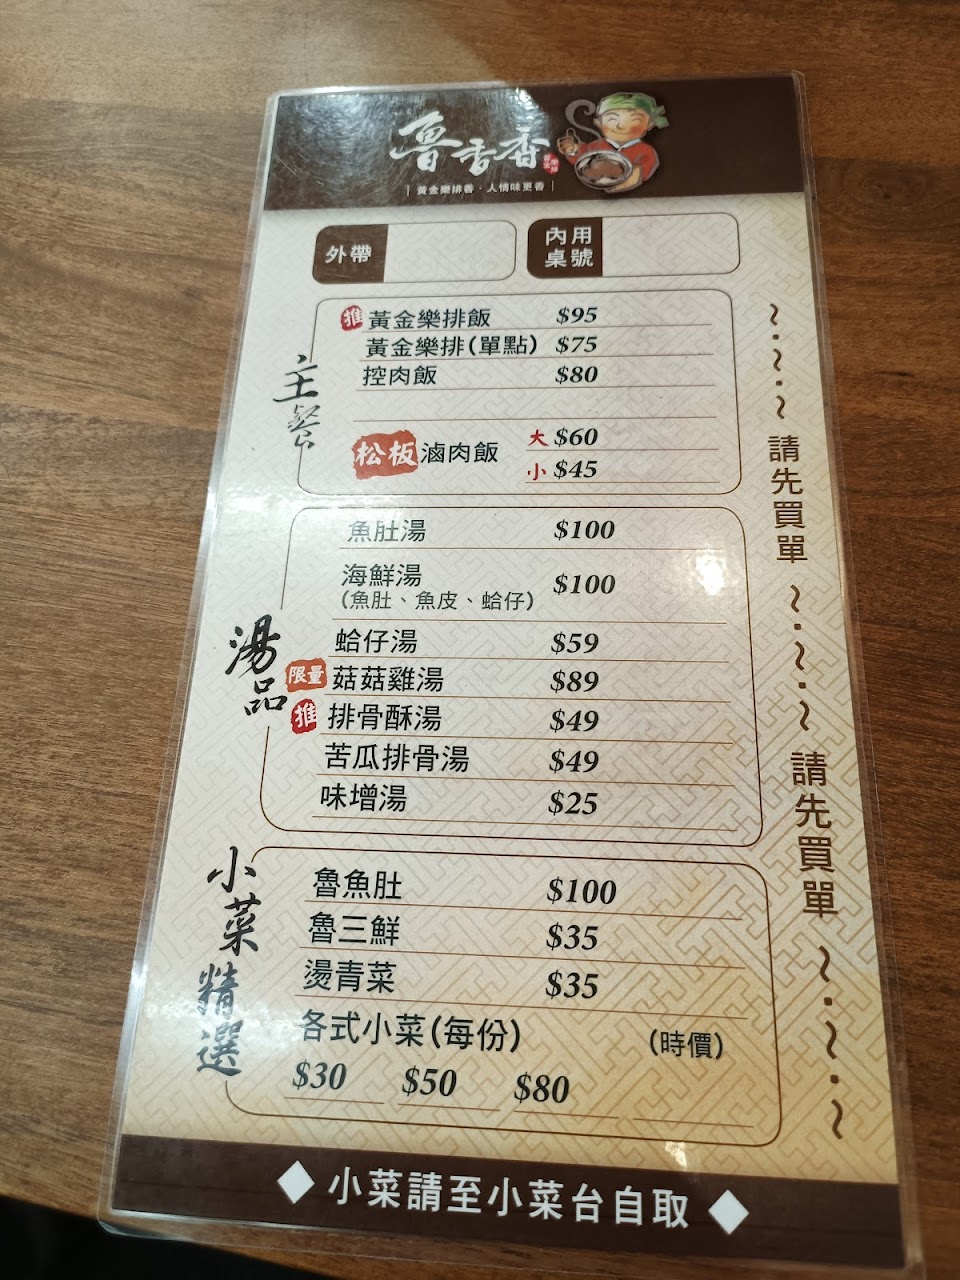 魯香香
黃金樂排香·人情味更香
外帶
內用
桌號
主餐
推 黃金樂排飯 $95
黃金樂排(單點) $75
控肉飯 $80
松板 滷肉飯 大 $60
小 $45
湯品
魚肚湯 $100
海鮮湯 $100
(魚肚、魚皮、蛤仔)
蛤仔湯 $59
限量 菇菇雞湯 $89
推 排骨酥湯 $49
苦瓜排骨湯 $49
味增湯 $25
小菜精選
魯魚肚 $100
魯三鮮 $35
燙青菜 $35
各式小菜(每份) (時價)
$30 $50 $80
~·~·~ 請先買單 ~·~·~ 請先買單 ~·~·~
◆ 小菜請至小菜台自取 ◆